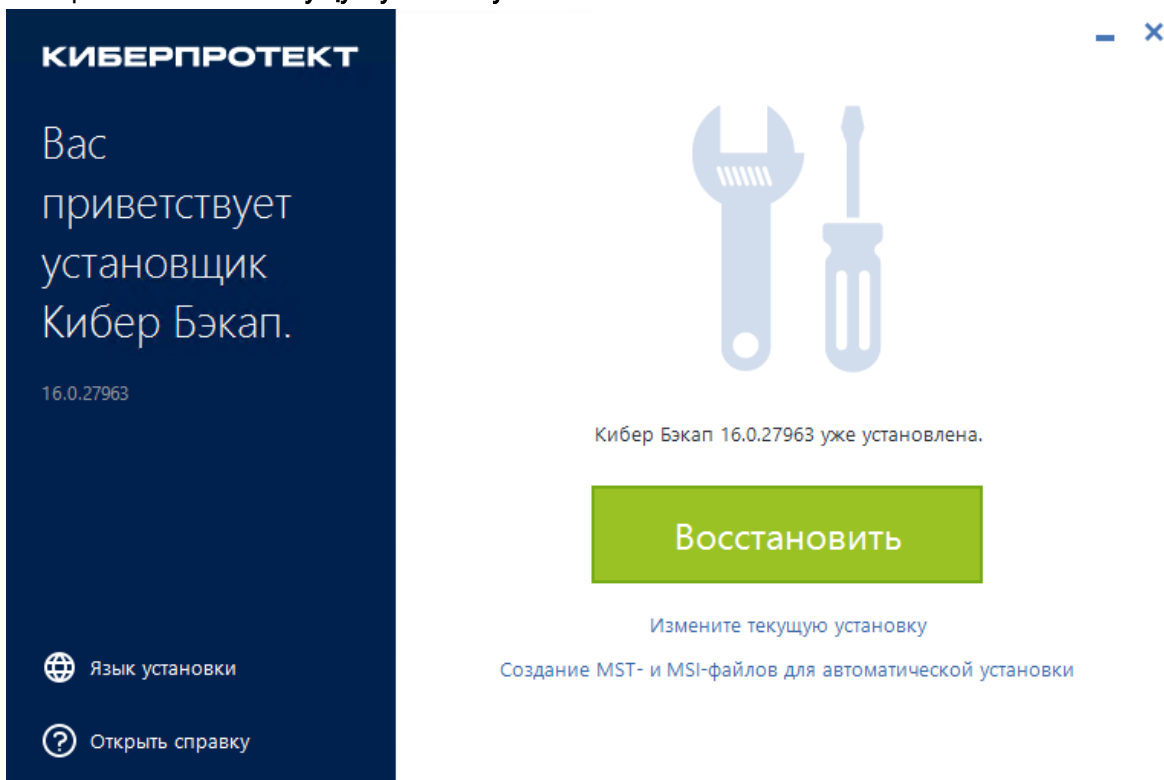 КИБЕРПРОТЕКТ
Вас
приветствует
установщик
Кибер Бэкап.
16.0.27963
Язык установки
Открыть справку
Кибер Бэкап 16.0.27963 уже установлена.
Восстановить
Измените текущую установку
Создание MST- и MSI-файлов для автоматической установки